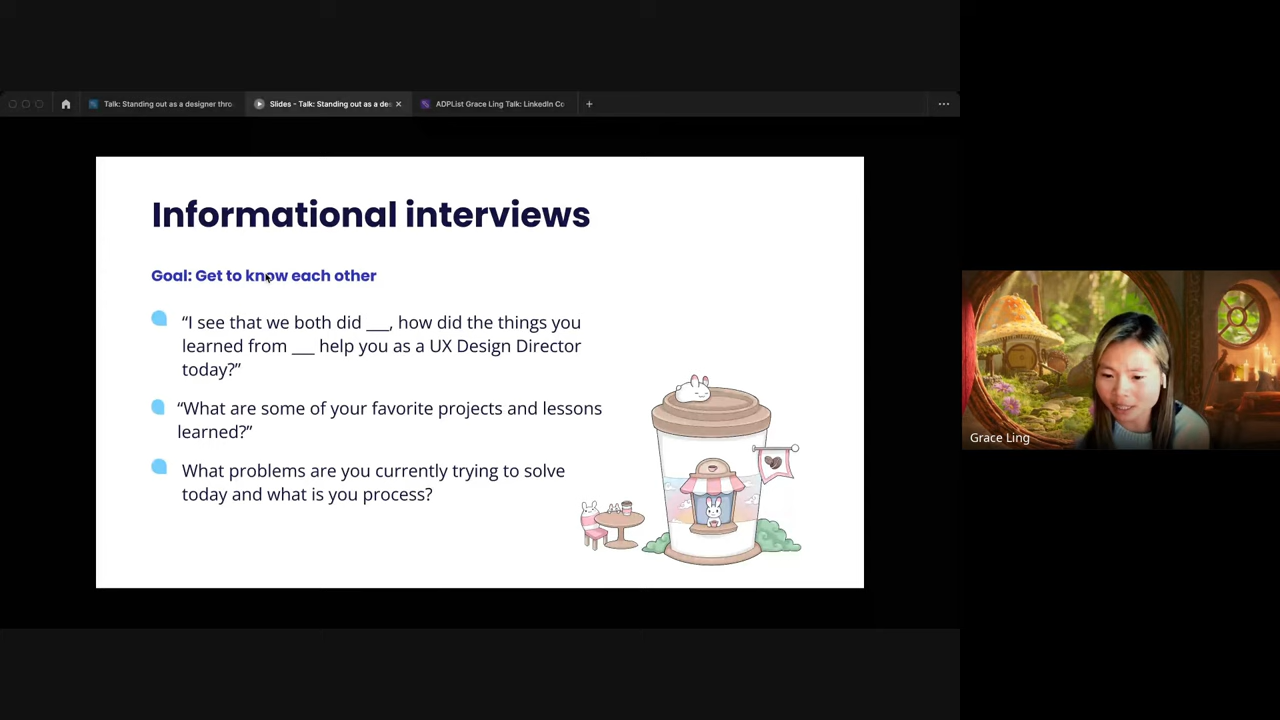 Talk: Standing out as a designer thro
Slides - Talk: Standing out as a des
ADPList Grace Ling Talk: LinkedIn Co
Informational interviews
Goal: Get to know each other
“I see that we both did ___, how did the things you
learned from ___ help you as a UX Design Director
today?”
“What are some of your favorite projects and lessons
learned?”
What problems are you currently trying to solve
today and what is you process?
Grace Ling